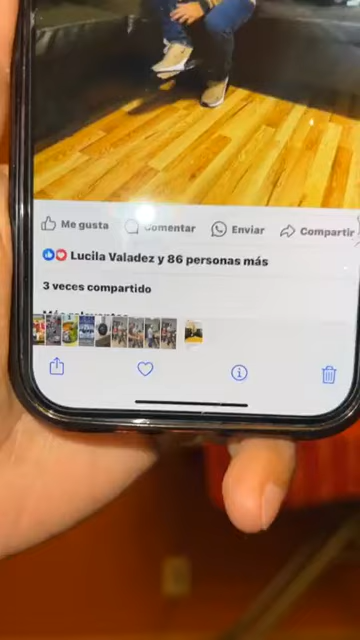 Me gusta
Comentar
Enviar
Compartir
Lucila Valadez y 86 personas más
3 veces compartido